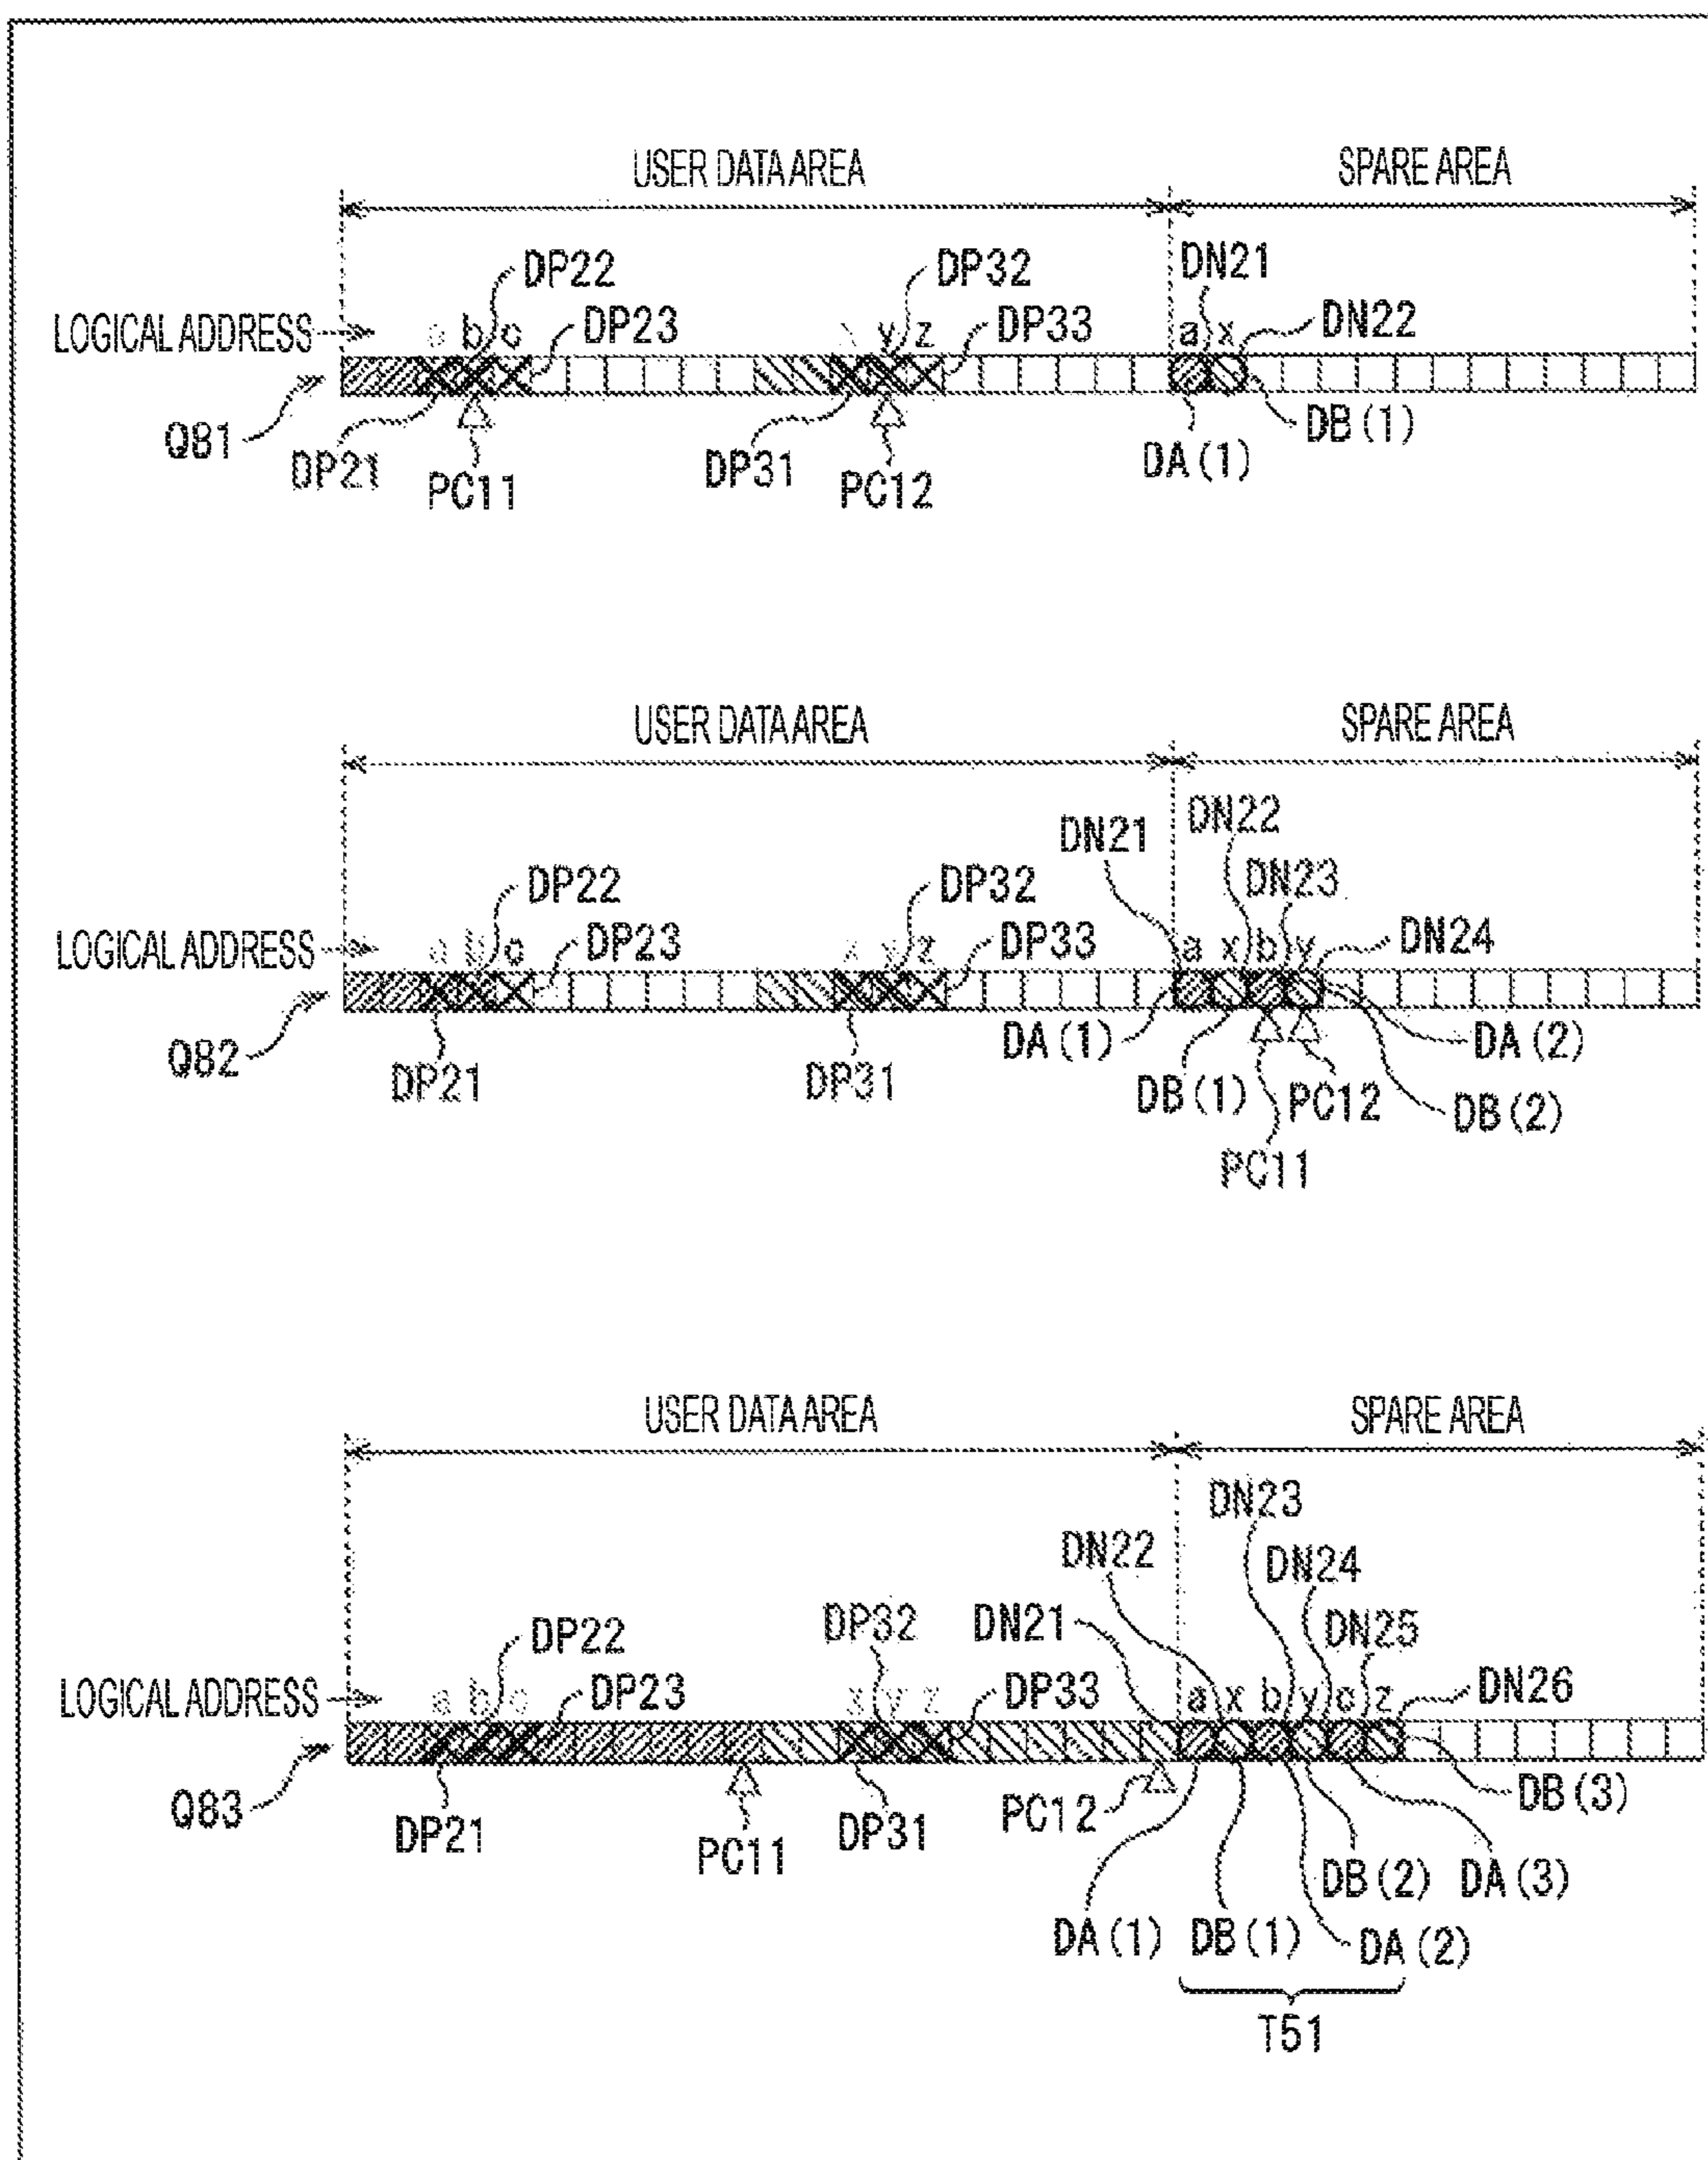 USER DATA AREA SPARE AREA
DP22 DP32 DN21
LOGICAL ADDRESS a b c DP23 y z DP33 a x DN22
Q81 DP21 PC11 DP31 PC12 DA(1) DB(1)
USER DATA AREA SPARE AREA
DN21 DN22
DP22 DP32 DN23
LOGICAL ADDRESS a b c DP23 x y z DP33 a x b y DN24
Q82 DP21 DP31 DA(1) DB(1) PC12 DA(2)
PC11 DB(2)
USER DATA AREA SPARE AREA
DN23
DN22 DN24
DP22 DP32 DN21 DN25
LOGICAL ADDRESS a b c DP23 x y z DP33 a x b y c z DN26
Q83 DP21 PC11 DP31 PC12 DB(3)
DB(2) DA(3)
DA(1) DB(1) DA(2)
T51